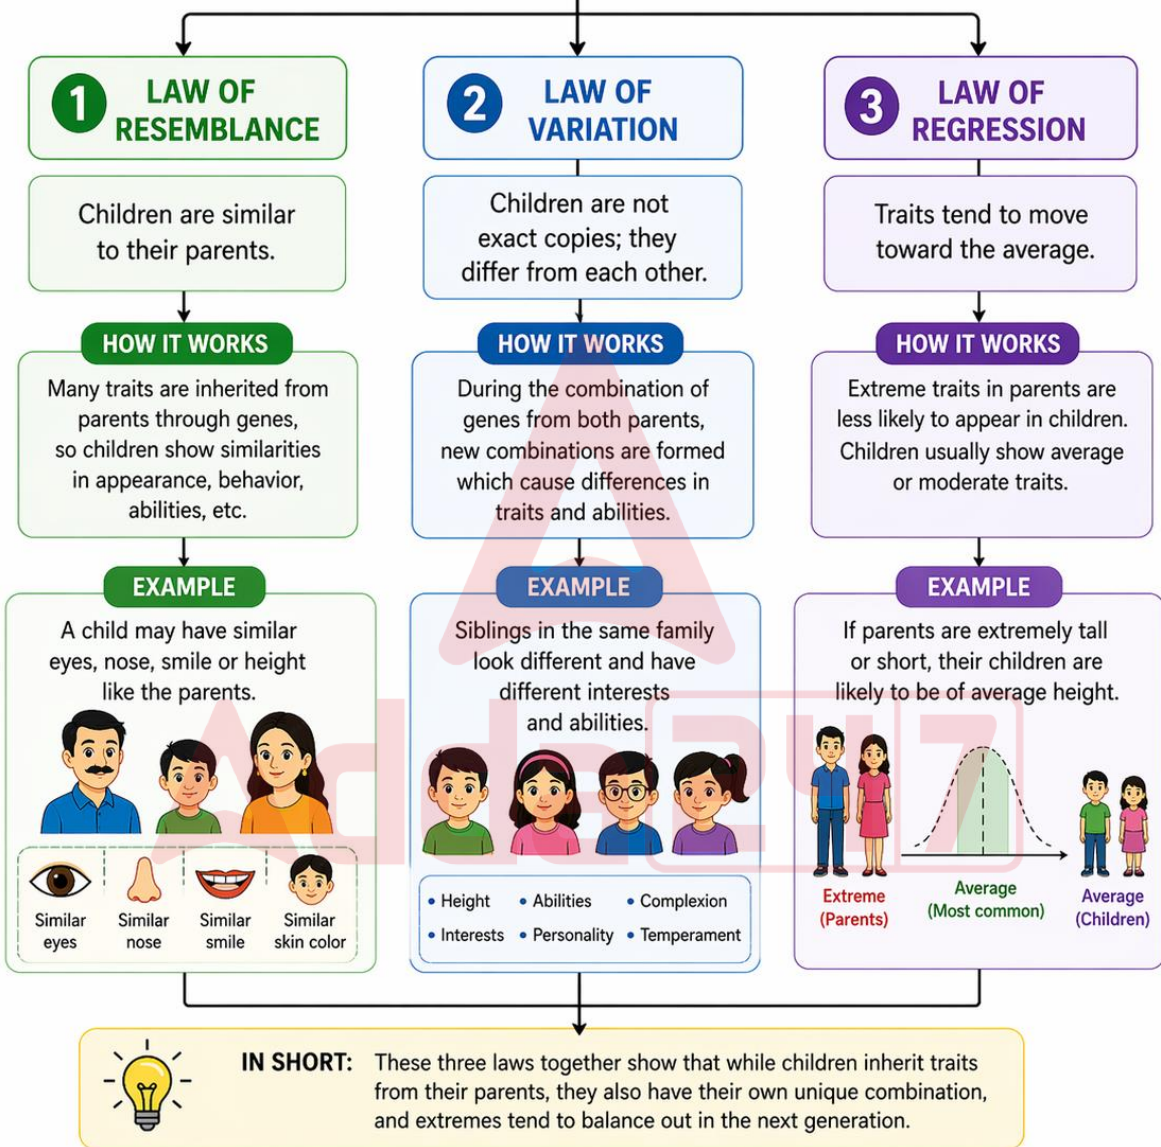 1 LAW OF
RESEMBLANCE
Children are similar
to their parents.
HOW IT WORKS
Many traits are inherited from
parents through genes,
so children show similarities
in appearance, behavior,
abilities, etc.
EXAMPLE
A child may have similar
eyes, nose, smile or height
like the parents.
Similar
eyes
Similar
nose
Similar
smile
Similar
skin color
2 LAW OF
VARIATION
Children are not
exact copies; they
differ from each other.
HOW IT WORKS
During the combination of
genes from both parents,
new combinations are formed
which cause differences in
traits and abilities.
EXAMPLE
Siblings in the same family
look different and have
different interests
and abilities.
• Height • Abilities • Complexion
• Interests • Personality • Temperament
3 LAW OF
REGRESSION
Traits tend to move
toward the average.
HOW IT WORKS
Extreme traits in parents are
less likely to appear in children.
Children usually show average
or moderate traits.
EXAMPLE
If parents are extremely tall
or short, their children are
likely to be of average height.
Extreme
(Parents)
Average
(Most common)
Average
(Children)
IN SHORT: These three laws together show that while children inherit traits
from their parents, they also have their own unique combination,
and extremes tend to balance out in the next generation.
A
Adda247